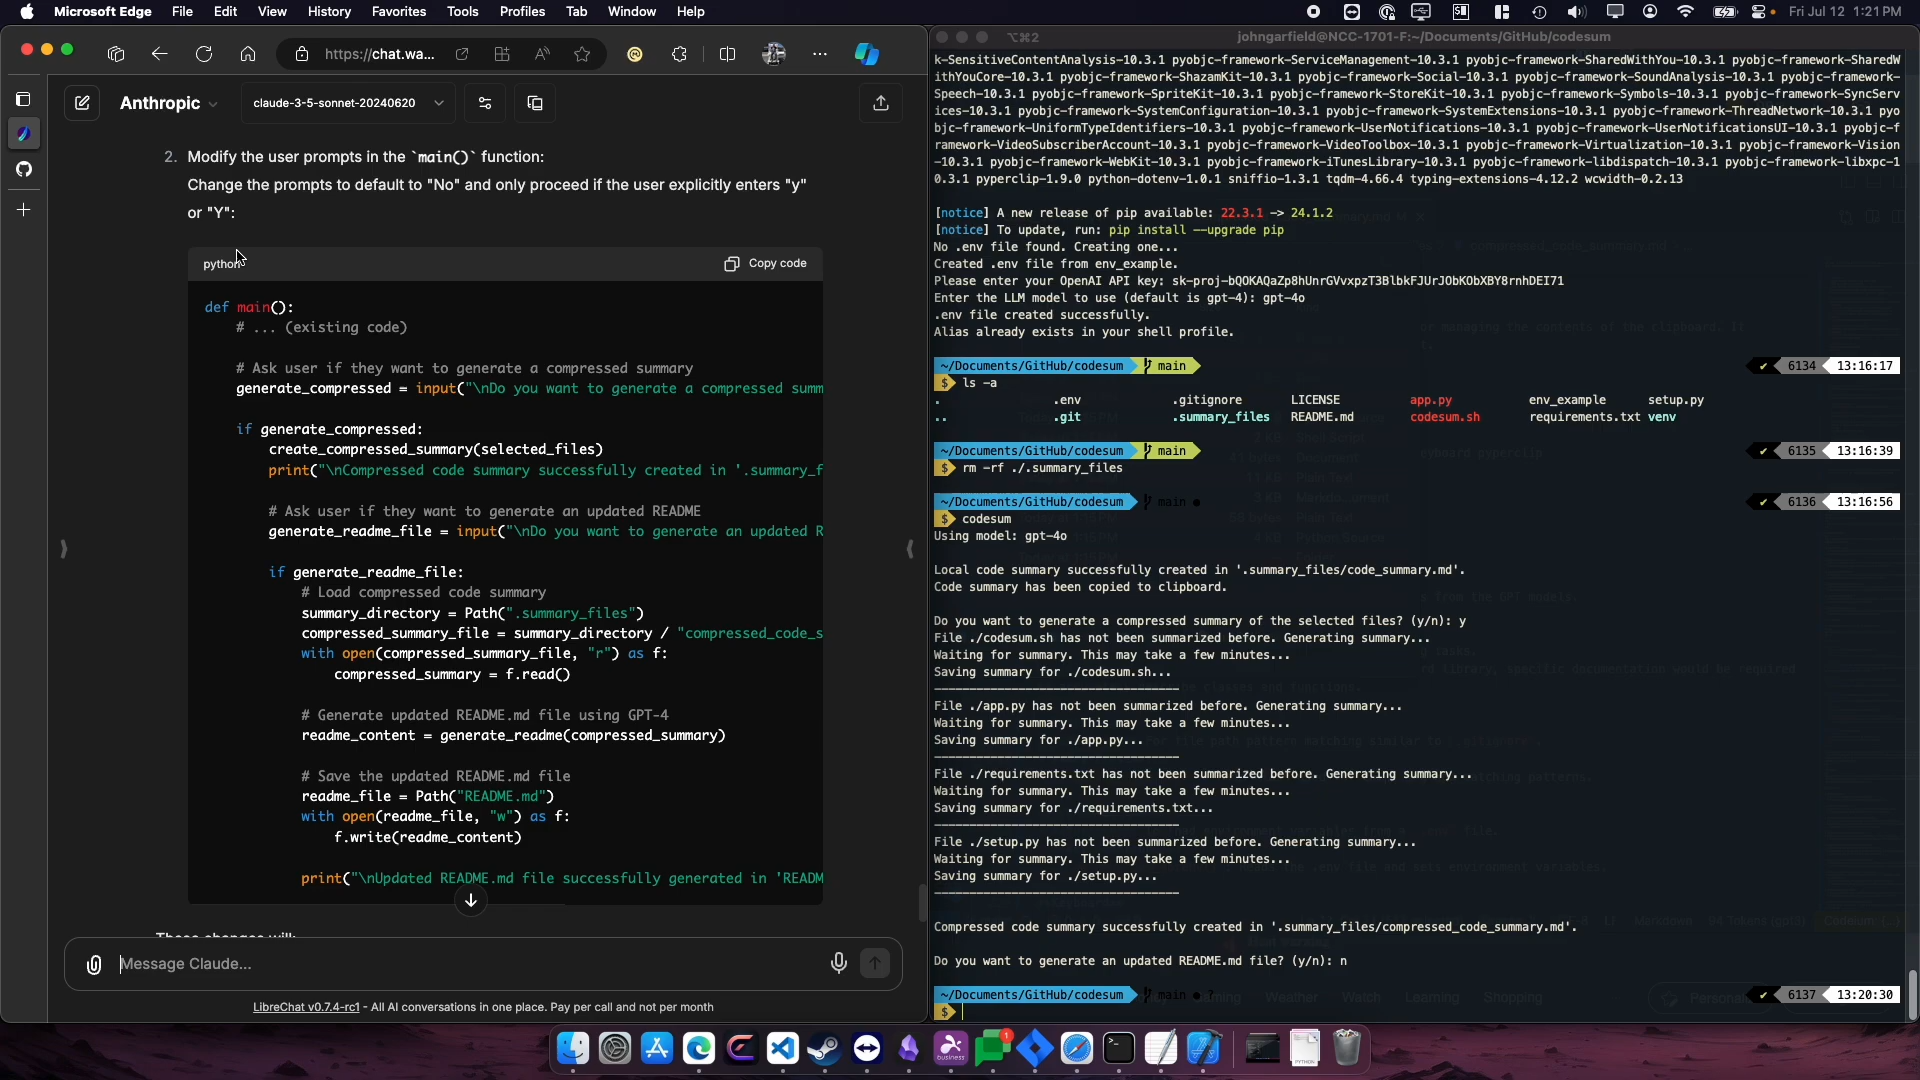 Microsoft Edge File Edit View History Favorites Tools Profiles Tab Window Help
Fri Jul 12 1:21 PM
https://chat.wa...
Anthropic
claude-3-5-sonnet-20240620
2. Modify the user prompts in the `main()` function:
Change the prompts to default to "No" and only proceed if the user explicitly enters "y"
or "Y":
python
Copy code
def main():
# ... (existing code)
# Ask user if they want to generate a compressed summary
generate_compressed = input("\nDo you want to generate a compressed summ
if generate_compressed:
create_compressed_summary(selected_files)
print("\nCompressed code summary successfully created in '.summary_f
# Ask user if they want to generate an updated README
generate_readme_file = input("\nDo you want to generate an updated R
if generate_readme_file:
# Load compressed code summary
summary_directory = Path(".summary_files")
compressed_summary_file = summary_directory / "compressed_code_s
with open(compressed_summary_file, "r") as f:
compressed_summary = f.read()
# Generate updated README.md file using GPT-4
readme_content = generate_readme(compressed_summary)
# Save the updated README.md file
readme_file = Path("README.md")
with open(readme_file, "w") as f:
f.write(readme_content)
print("\nUpdated README.md file successfully generated in 'READM
These changes will:
Message Claude...
LibreChat v0.7.4-rc1 - All AI conversations in one place. Pay per call and not per month
⌥⌘2
johngarfield@NCC-1701-F:~/Documents/GitHub/codesum
k-SensitiveContentAnalysis-10.3.1 pyobjc-framework-ServiceManagement-10.3.1 pyobjc-framework-SharedWithYou-10.3.1 pyobjc-framework-SharedW
ithYouCore-10.3.1 pyobjc-framework-ShazamKit-10.3.1 pyobjc-framework-Social-10.3.1 pyobjc-framework-SoundAnalysis-10.3.1 pyobjc-framework-
Speech-10.3.1 pyobjc-framework-SpriteKit-10.3.1 pyobjc-framework-StoreKit-10.3.1 pyobjc-framework-Symbols-10.3.1 pyobjc-framework-SyncServ
ices-10.3.1 pyobjc-framework-SystemConfiguration-10.3.1 pyobjc-framework-SystemExtensions-10.3.1 pyobjc-framework-ThreadNetwork-10.3.1 pyo
bjc-framework-UniformTypeIdentifiers-10.3.1 pyobjc-framework-UserNotifications-10.3.1 pyobjc-framework-UserNotificationsUI-10.3.1 pyobjc-f
ramework-VideoSubscriberAccount-10.3.1 pyobjc-framework-VideoToolbox-10.3.1 pyobjc-framework-Virtualization-10.3.1 pyobjc-framework-Vision
-10.3.1 pyobjc-framework-WebKit-10.3.1 pyobjc-framework-iTunesLibrary-10.3.1 pyobjc-framework-libdispatch-10.3.1 pyobjc-framework-libxpc-1
0.3.1 pyperclip-1.9.0 python-dotenv-1.0.1 sniffio-1.3.1 tqdm-4.66.4 typing-extensions-4.12.2 wcwidth-0.2.13
[notice] A new release of pip available: 22.3.1 -> 24.1.2
[notice] To update, run: pip install --upgrade pip
No .env file found. Creating one...
Created .env file from env_example.
Please enter your OpenAI API key: sk-proj-bQOKAQaZp8hUnrGVvxpzT3BlbkFJUrJObKObXBY8rnhDEI71
Enter the LLM model to use (default is gpt-4): gpt-4o
.env file created successfully.
Alias already exists in your shell profile.
~/Documents/GitHub/codesum main ✔ 6134 13:16:17
$ ls -a
. .env .gitignore LICENSE app.py env_example setup.py
.. .git .summary_files README.md codesum.sh requirements.txt venv
~/Documents/GitHub/codesum main ✔ 6135 13:16:39
$ rm -rf ./.summary_files
~/Documents/GitHub/codesum main ● ✔ 6136 13:16:56
$ codesum
Using model: gpt-4o
Local code summary successfully created in '.summary_files/code_summary.md'.
Code summary has been copied to clipboard.
Do you want to generate a compressed summary of the selected files? (y/n): y
File ./codesum.sh has not been summarized before. Generating summary...
Waiting for summary. This may take a few minutes...
Saving summary for ./codesum.sh...
File ./app.py has not been summarized before. Generating summary...
Waiting for summary. This may take a few minutes...
Saving summary for ./app.py...
File ./requirements.txt has not been summarized before. Generating summary...
Waiting for summary. This may take a few minutes...
Saving summary for ./requirements.txt...
File ./setup.py has not been summarized before. Generating summary...
Waiting for summary. This may take a few minutes...
Saving summary for ./setup.py...
Compressed code summary successfully created in '.summary_files/compressed_code_summary.md'.
Do you want to generate an updated README.md file? (y/n): n
~/Documents/GitHub/codesum main ● ? ✔ 6137 13:20:30
$
business
1